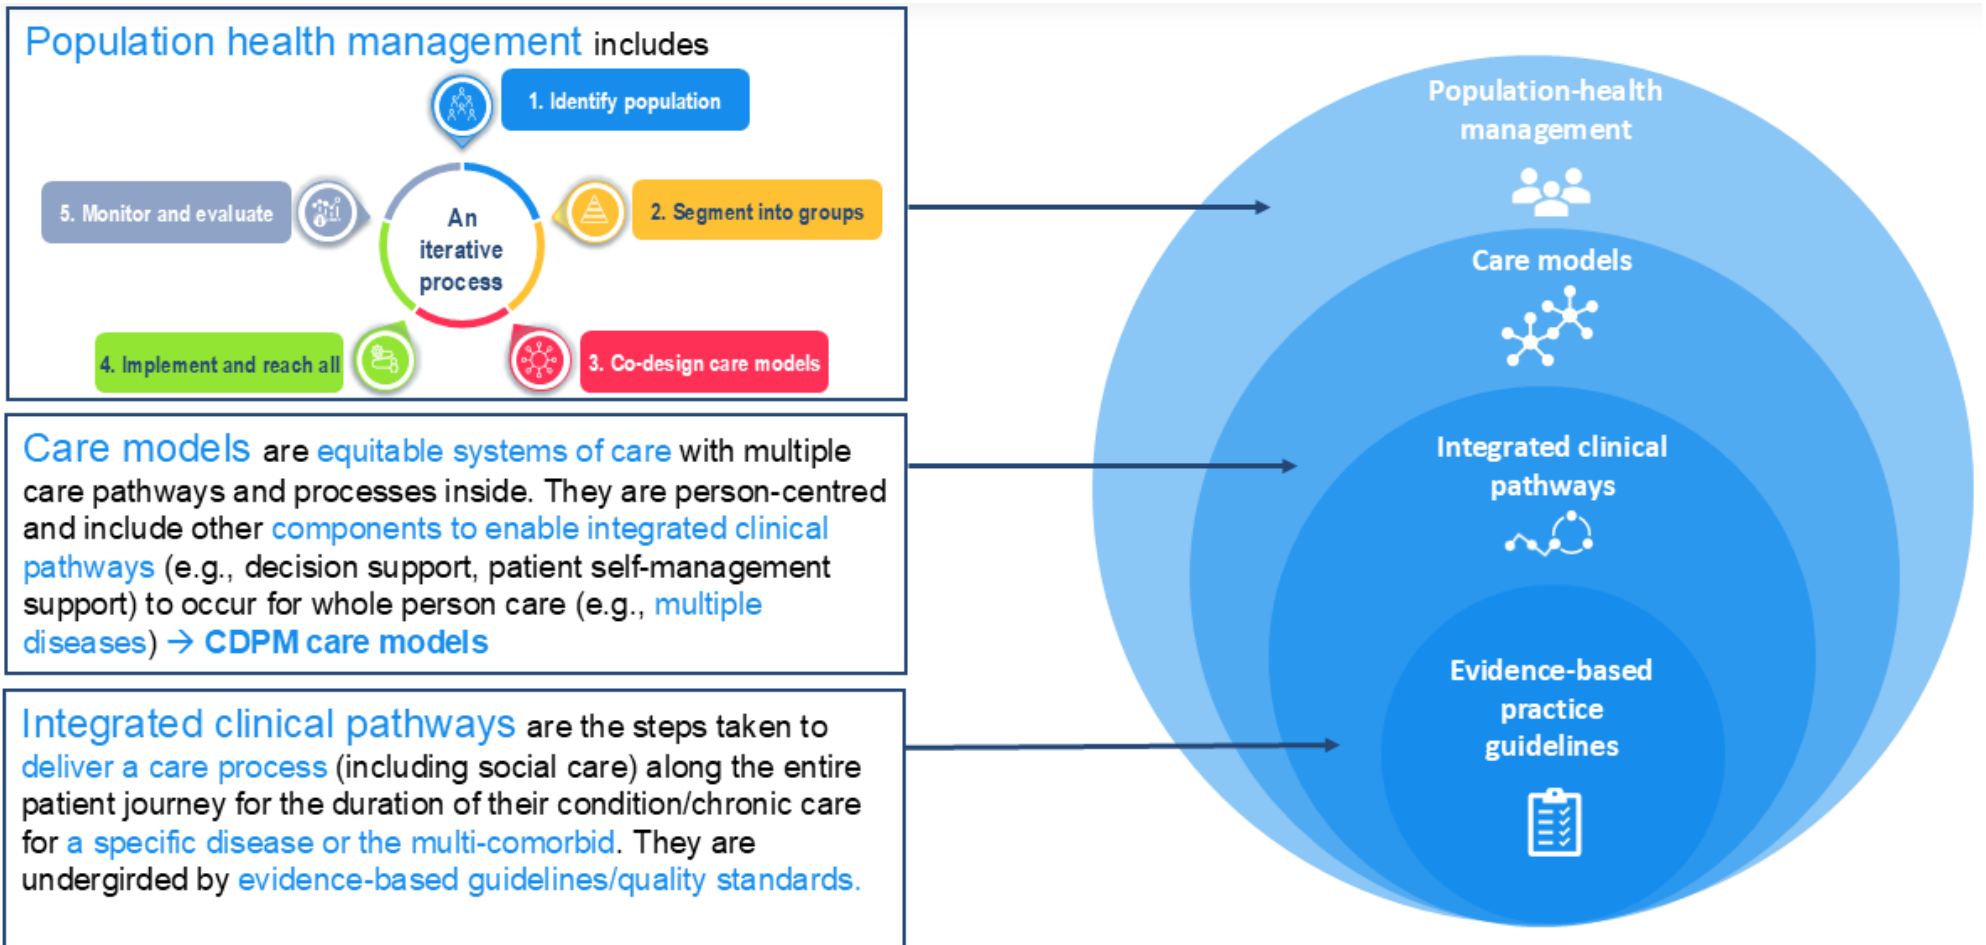 Population health management includes
1. Identify population
2. Segment into groups
3. Co-design care models
4. Implement and reach all
5. Monitor and evaluate
An
iterative
process
Care models are equitable systems of care with multiple
care pathways and processes inside. They are person-centred
and include other components to enable integrated clinical
pathways (e.g., decision support, patient self-management
support) to occur for whole person care (e.g., multiple
diseases) → CDPM care models
Integrated clinical pathways are the steps taken to
deliver a care process (including social care) along the entire
patient journey for the duration of their condition/chronic care
for a specific disease or the multi-comorbid. They are
undergirded by evidence-based guidelines/quality standards.
Population-health
management
Care models
Integrated clinical
pathways
Evidence-based
practice
guidelines